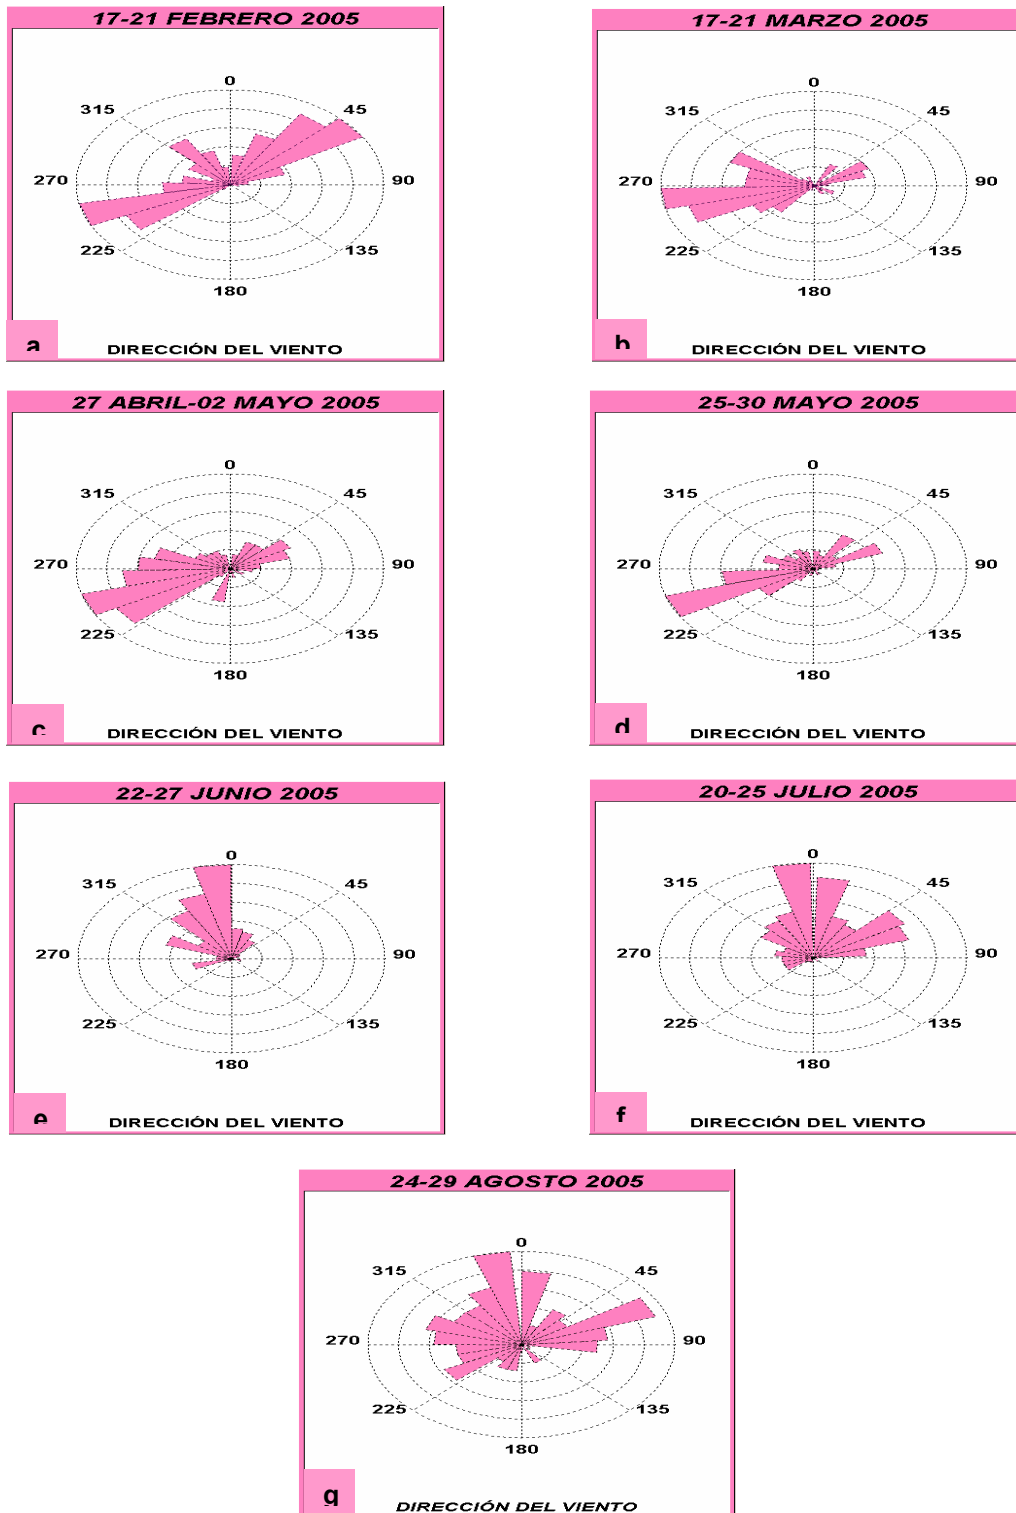 17-21 FEBRERO 2005
0
315
45
270
90
225
135
180
a
DIRECCIÓN DEL VIENTO
17-21 MARZO 2005
0
315
45
270
90
225
135
180
b
DIRECCIÓN DEL VIENTO
27 ABRIL-02 MAYO 2005
0
315
45
270
90
225
135
180
c
DIRECCIÓN DEL VIENTO
25-30 MAYO 2005
0
315
45
270
90
225
135
180
d
DIRECCIÓN DEL VIENTO
22-27 JUNIO 2005
0
315
45
270
90
225
135
180
e
DIRECCIÓN DEL VIENTO
20-25 JULIO 2005
0
315
45
270
90
225
135
180
f
DIRECCIÓN DEL VIENTO
24-29 AGOSTO 2005
0
315
45
270
90
225
135
180
g
DIRECCIÓN DEL VIENTO